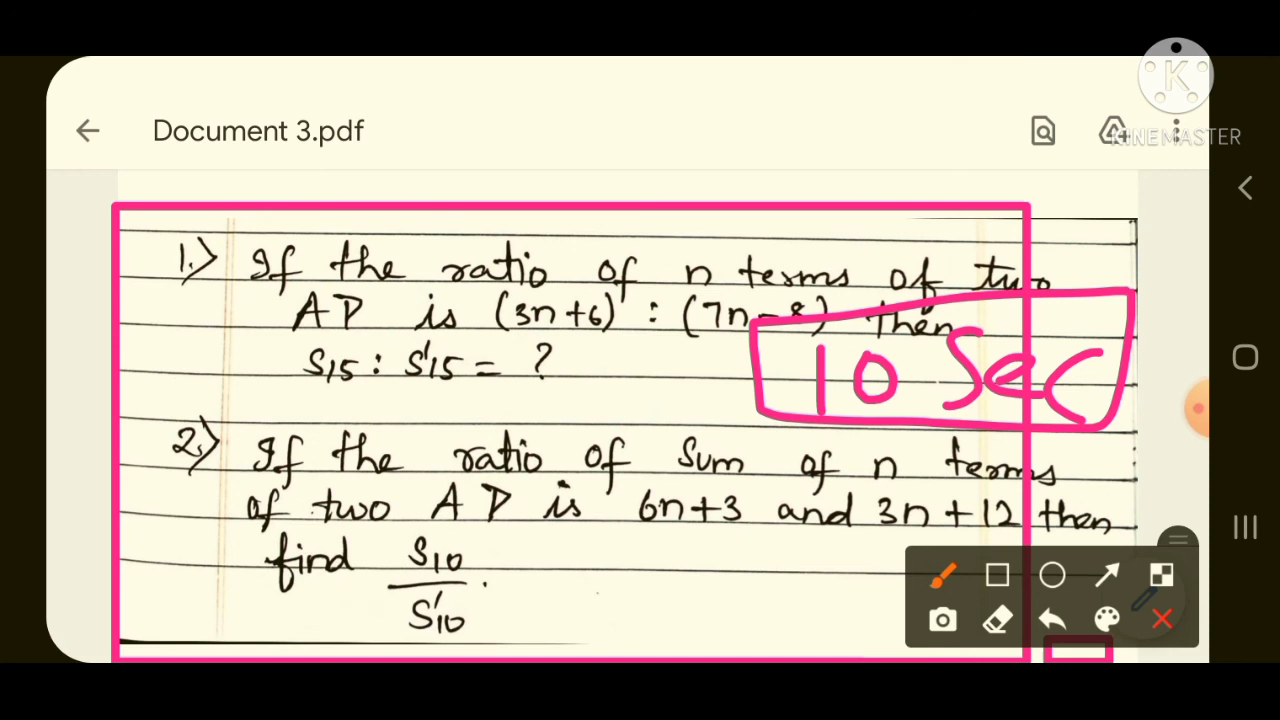 Document 3.pdf
KINEMASTER
1.) If the ratio of n terms of two
AP is (3n+6) : (7n-8) then
S15 : S'15 = ?
10 Sec
2.) If the ratio of Sum of n terms
of two AP is 6n+3 and 3n+12 then
find S10
S'10